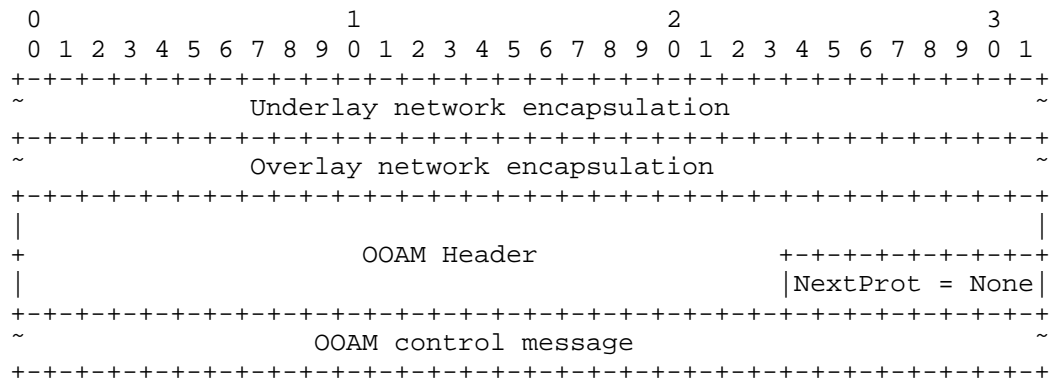 0                   1                   2                   3
 0 1 2 3 4 5 6 7 8 9 0 1 2 3 4 5 6 7 8 9 0 1 2 3 4 5 6 7 8 9 0 1
+-+-+-+-+-+-+-+-+-+-+-+-+-+-+-+-+-+-+-+-+-+-+-+-+-+-+-+-+-+-+-+-+
~              Underlay network encapsulation                   ~
+-+-+-+-+-+-+-+-+-+-+-+-+-+-+-+-+-+-+-+-+-+-+-+-+-+-+-+-+-+-+-+-+
~              Overlay network encapsulation                    ~
+-+-+-+-+-+-+-+-+-+-+-+-+-+-+-+-+-+-+-+-+-+-+-+-+-+-+-+-+-+-+-+-+
|                                                               |
+                     OOAM Header               +-+-+-+-+-+-+-+-+
|                                               |NextProt = None|
+-+-+-+-+-+-+-+-+-+-+-+-+-+-+-+-+-+-+-+-+-+-+-+-+-+-+-+-+-+-+-+-+
~                  OOAM control message                         ~
+-+-+-+-+-+-+-+-+-+-+-+-+-+-+-+-+-+-+-+-+-+-+-+-+-+-+-+-+-+-+-+-+